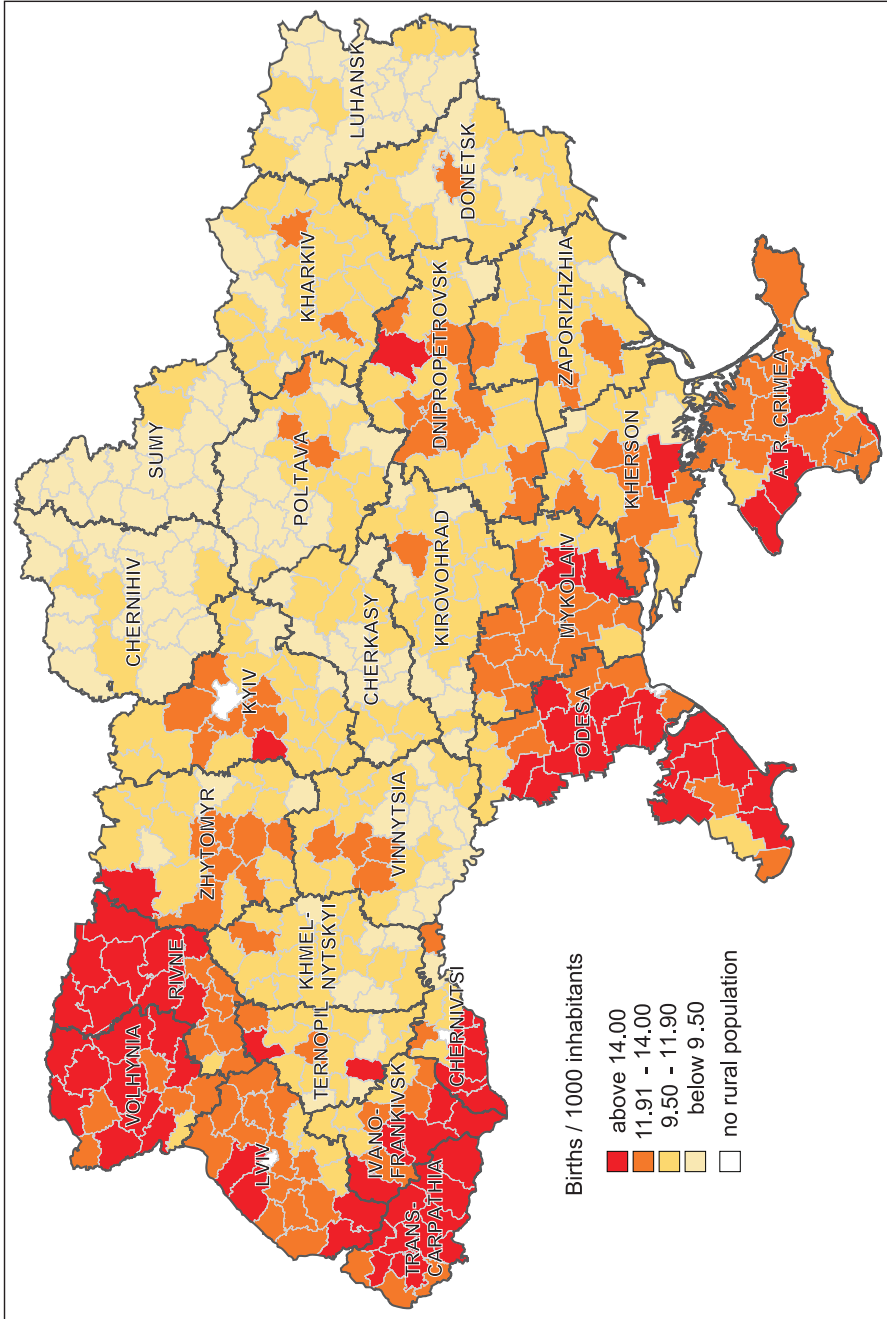 VOLHYNIA
RIVNE
ZHYTOMYR
KYIV
CHERNIHIV
SUMY
LVIV
TERNOPIL
KHMEL-
NYTSKYI
VINNYTSIA
CHERKASY
POLTAVA
KHARKIV
LUHANSK
TRANS-
CARPATHIA
IVANO-
FRANKIVSK
CHERNIVTSI
KIROVOHRAD
DNIPROPETROVSK
DONETSK
ODESA
MYKOLAIV
KHERSON
ZAPORIZHZHIA
A.R. CRIMEA
Births / 1000 inhabitants
above 14.00
11.91 - 14.00
9.50 - 11.90
below 9.50
no rural population